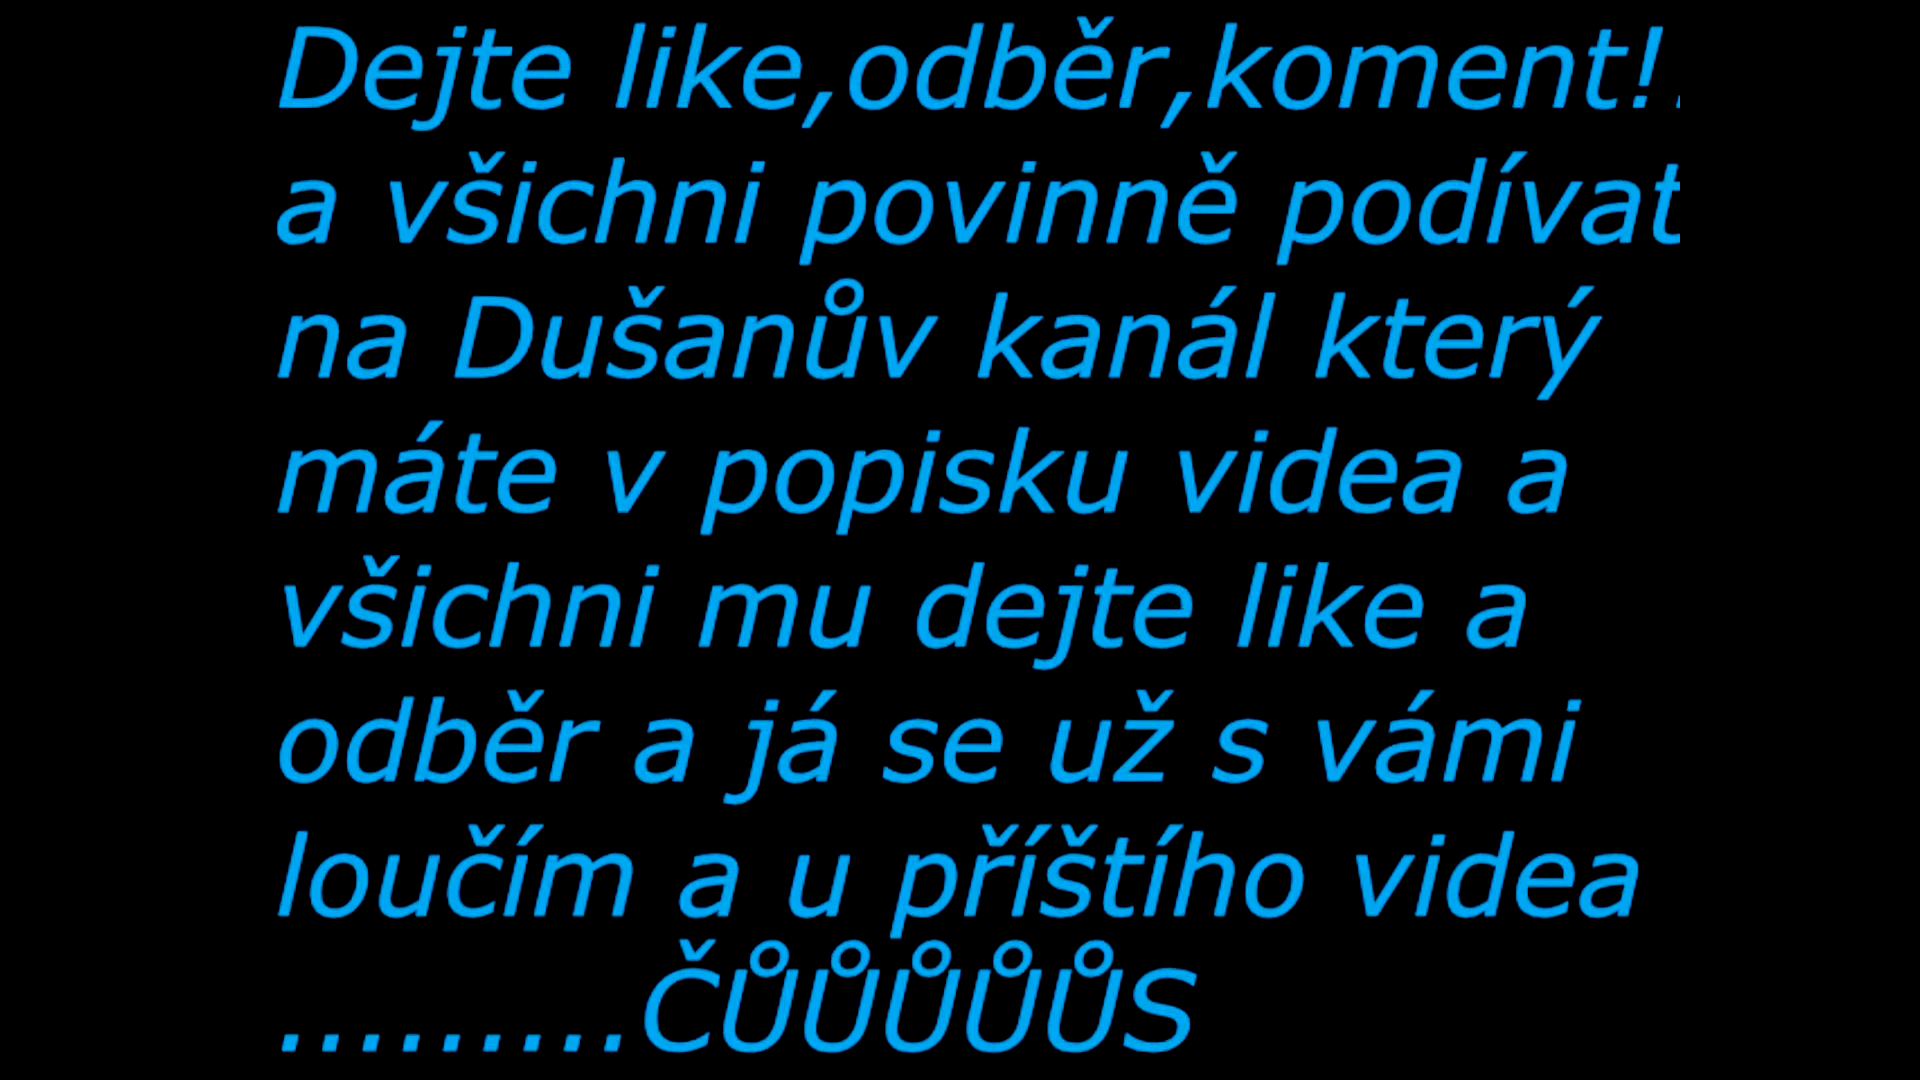 Dejte like,odběr,koment!.
a všichni povinně podívat
na Dušanův kanál který
máte v popisku videa a
všichni mu dejte like a
odběr a já se už s vámi
loučím a u příštího videa
.........ČŮŮŮŮŮS